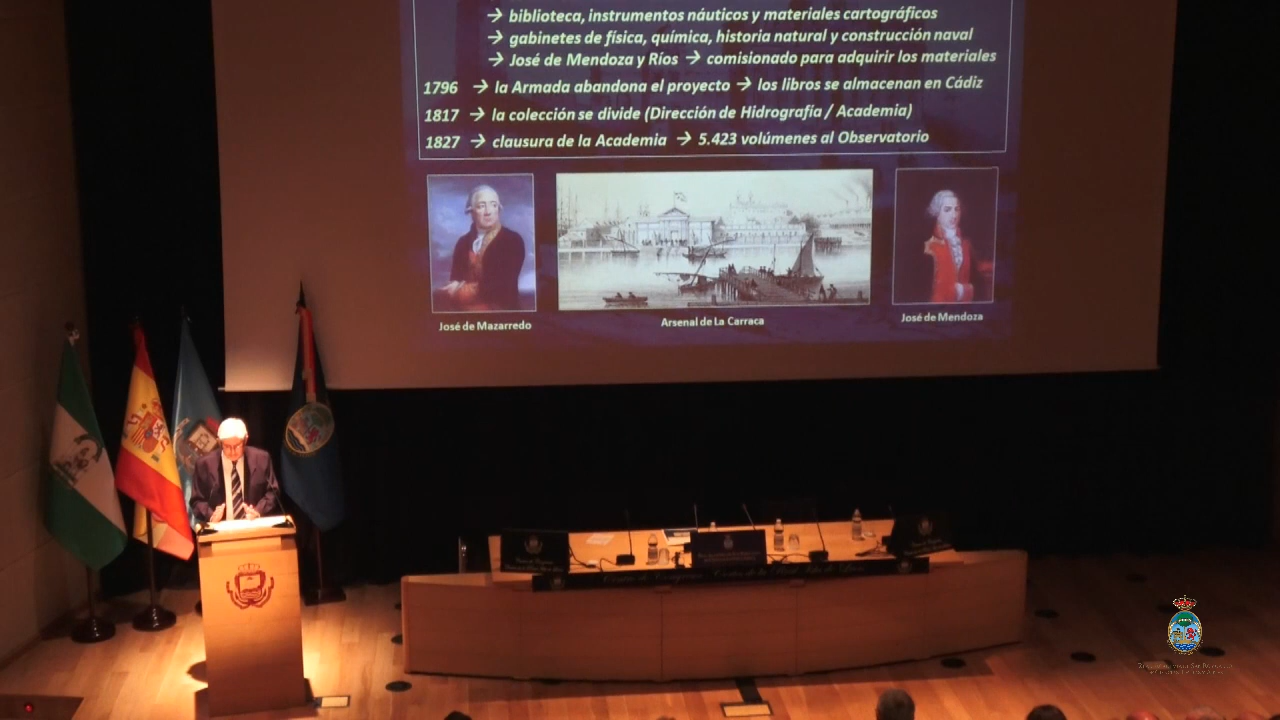 → biblioteca, instrumentos náuticos y materiales cartográficos
→ gabinetes de física, química, historia natural y construcción naval
→ José de Mendoza y Ríos → comisionado para adquirir los materiales
1796 → la Armada abandona el proyecto → los libros se almacenan en Cádiz
1817 → la colección se divide (Dirección de Hidrografía / Academia)
1827 → clausura de la Academia → 5.423 volúmenes al Observatorio
José de Mazarredo
Arsenal de La Carraca
José de Mendoza